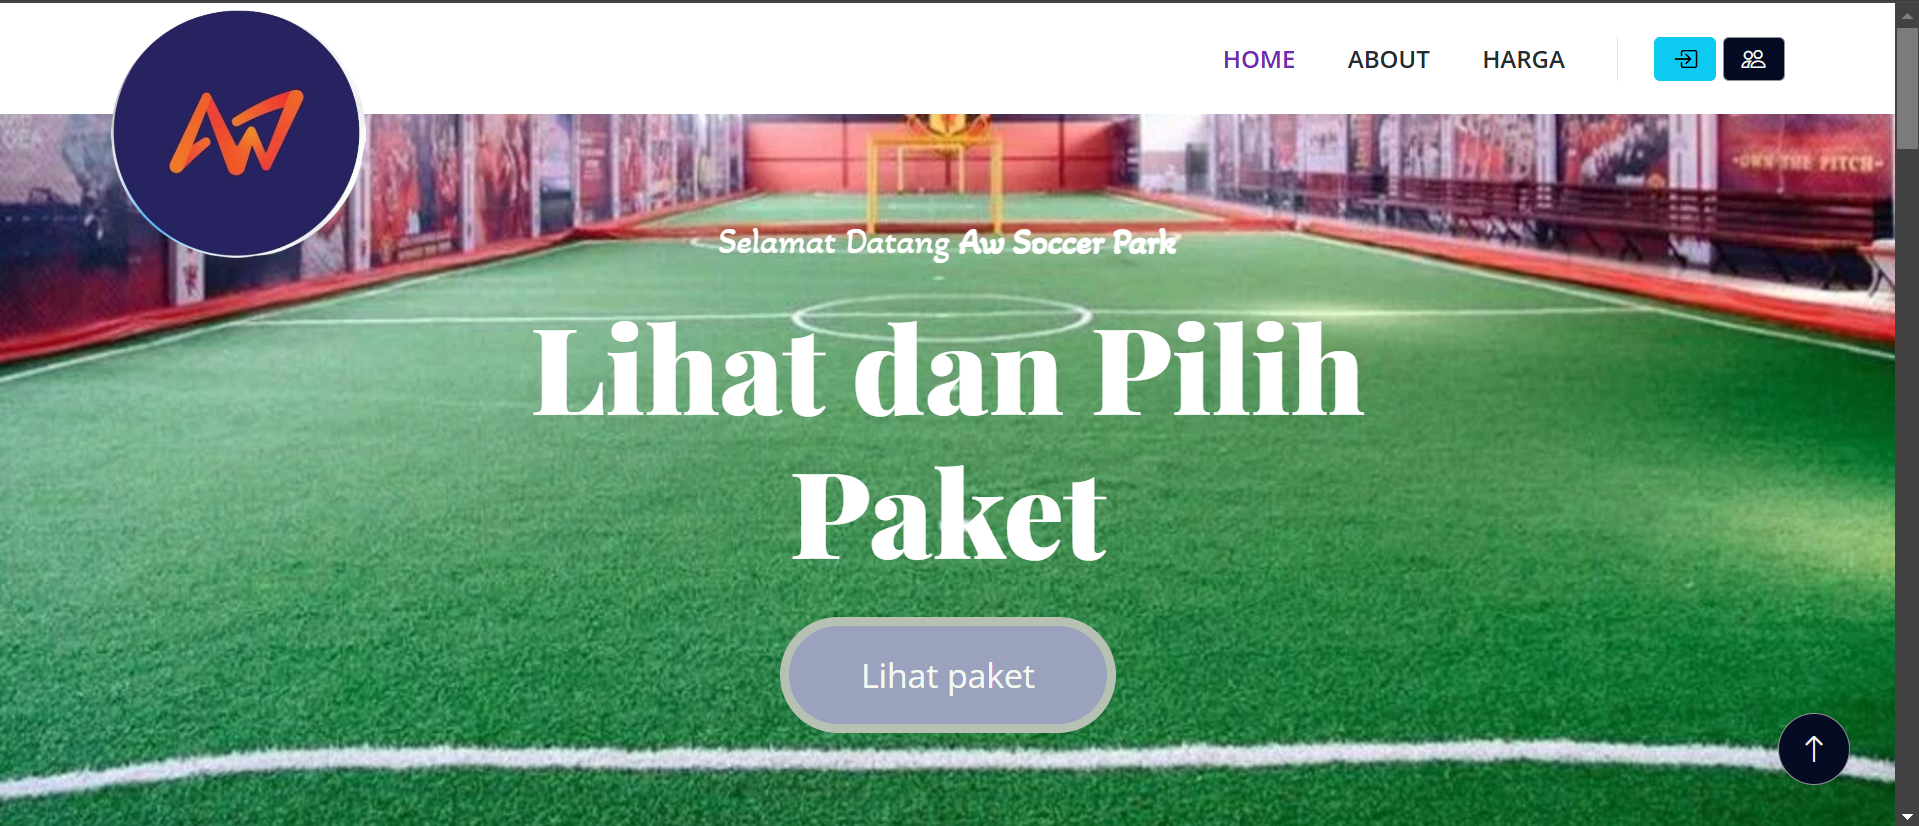 AW
HOME ABOUT HARGA
-OWN THE PITCH-
Selamat Datang Aw Soccer Park
Lihat dan Pilih
Paket
Lihat paket